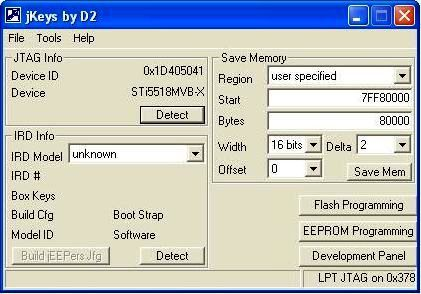 jKeys by D2
File Tools Help
JTAG Info
Device ID 0x1D405041
Device STi5518MVB-X
Detect
IRD Info
IRD Model unknown
IRD #
Box Keys
Build Cfg Boot Strap
Model ID Software
Build jEEPers Jfg Detect
Save Memory
Region user specified
Start 7FF80000
Bytes 80000
Width 16 bits Delta 2
Offset 0 Save Mem
Flash Programming
EEPROM Programming
Development Panel
LPT JTAG on 0x378